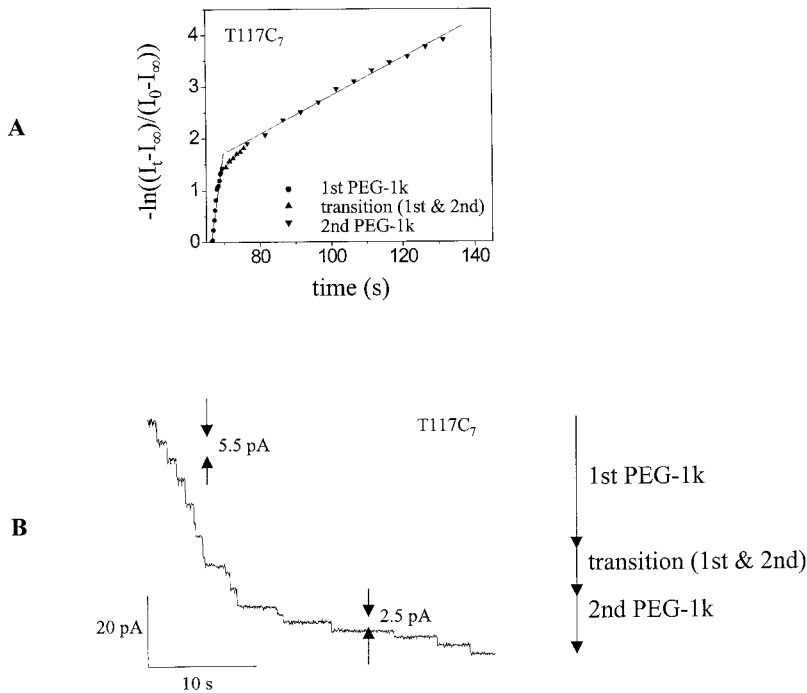 A
T117C₇
-ln((Iₜ-I∞)/(I₀-I∞))
4
3
2
1
0
1st PEG-1k
transition (1st & 2nd)
2nd PEG-1k
80 100 120 140
time (s)
B
T117C₇
5.5 pA
2.5 pA
20 pA
10 s
1st PEG-1k
transition (1st & 2nd)
2nd PEG-1k